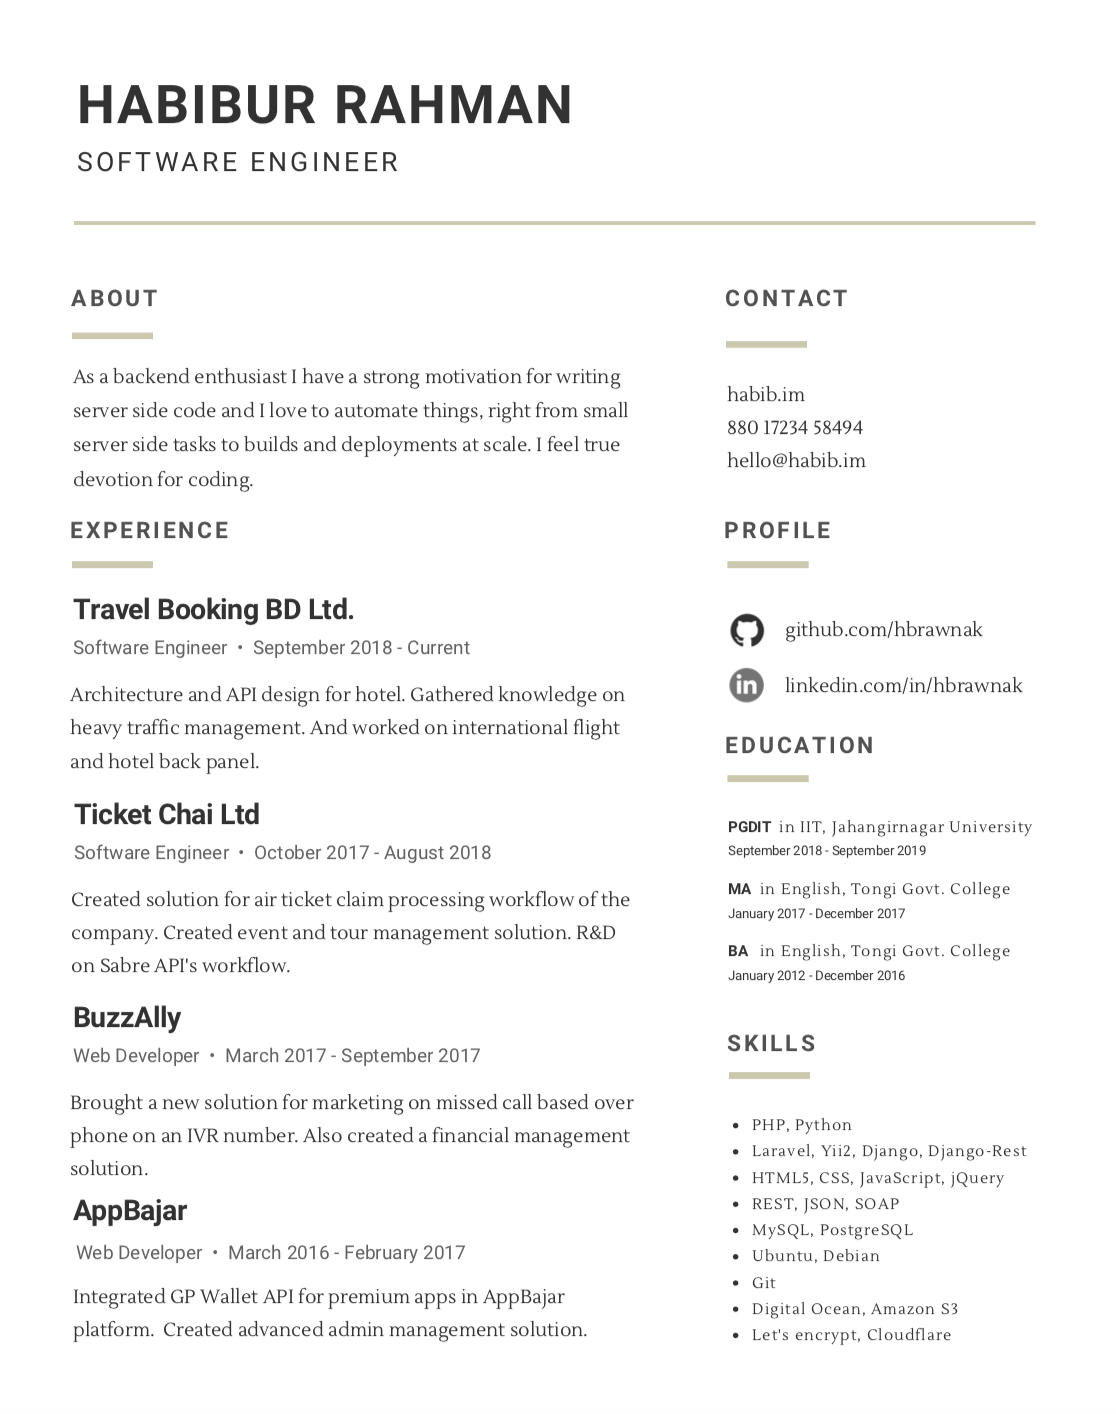 HABIBUR RAHMAN
SOFTWARE ENGINEER
ABOUT
As a backend enthusiast I have a strong motivation for writing
server side code and I love to automate things, right from small
server side tasks to builds and deployments at scale. I feel true
devotion for coding.
EXPERIENCE
Travel Booking BD Ltd.
Software Engineer • September 2018 - Current
Architecture and API design for hotel. Gathered knowledge on
heavy traffic management. And worked on international flight
and hotel back panel.
Ticket Chai Ltd
Software Engineer • October 2017 - August 2018
Created solution for air ticket claim processing workflow of the
company. Created event and tour management solution. R&D
on Sabre API's workflow.
BuzzAlly
Web Developer • March 2017 - September 2017
Brought a new solution for marketing on missed call based over
phone on an IVR number. Also created a financial management
solution.
AppBajar
Web Developer • March 2016 - February 2017
Integrated GP Wallet API for premium apps in AppBajar
platform. Created advanced admin management solution.
CONTACT
habib.im
880 17234 58494
hello@habib.im
PROFILE
github.com/hbrawnak
in linkedin.com/in/hbrawnak
EDUCATION
PGDIT in IIT, Jahangirnagar University
September 2018 - September 2019
MA in English, Tongi Govt. College
January 2017 - December 2017
BA in English, Tongi Govt. College
January 2012 - December 2016
SKILLS
• PHP, Python
• Laravel, Yii2, Django, Django-Rest
• HTML5, CSS, JavaScript, jQuery
• REST, JSON, SOAP
• MySQL, PostgreSQL
• Ubuntu, Debian
• Git
• Digital Ocean, Amazon S3
• Let's encrypt, Cloudflare